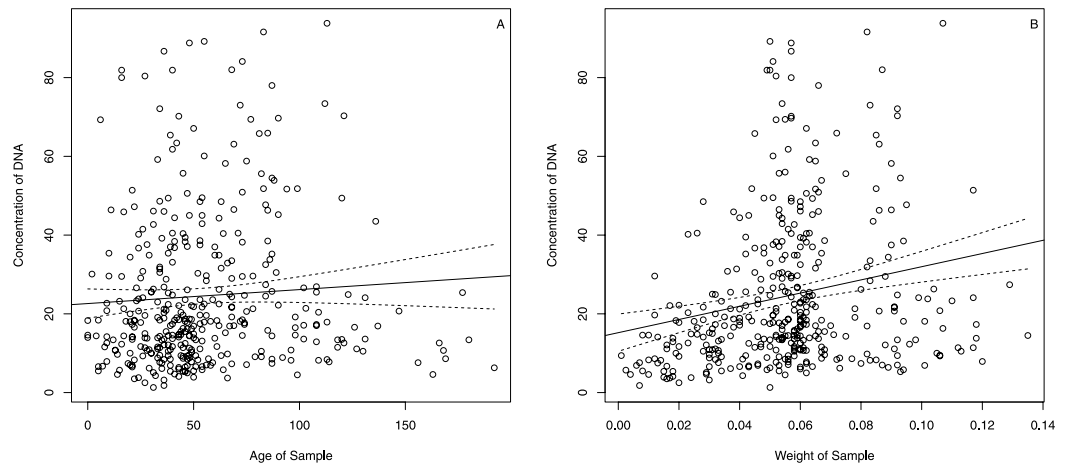 A
Concentration of DNA
80
60
40
20
0
0 50 100 150
Age of Sample
B
Concentration of DNA
80
60
40
20
0
0.00 0.02 0.04 0.06 0.08 0.10 0.12 0.14
Weight of Sample